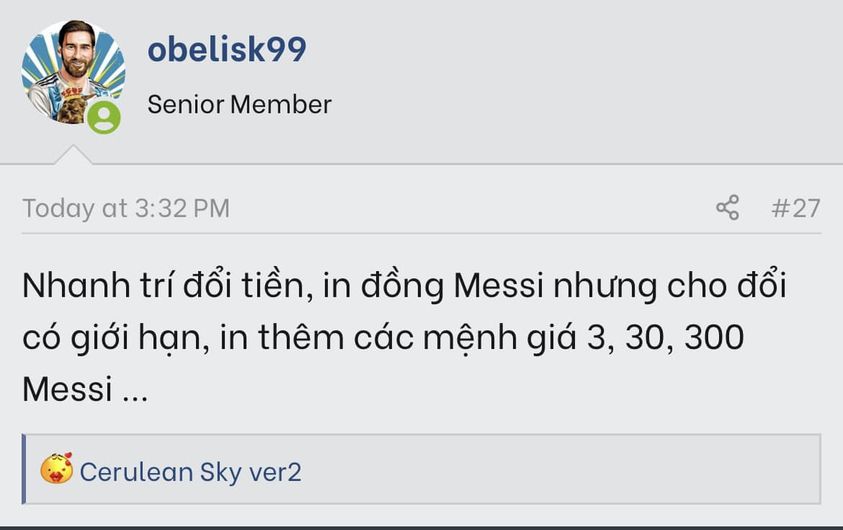 obelisk99
Senior Member
Today at 3:32 PM
#27
Nhanh trí đổi tiền, in đồng Messi nhưng cho đổi
có giới hạn, in thêm các mệnh giá 3, 30, 300
Messi ...
Cerulean Sky ver2